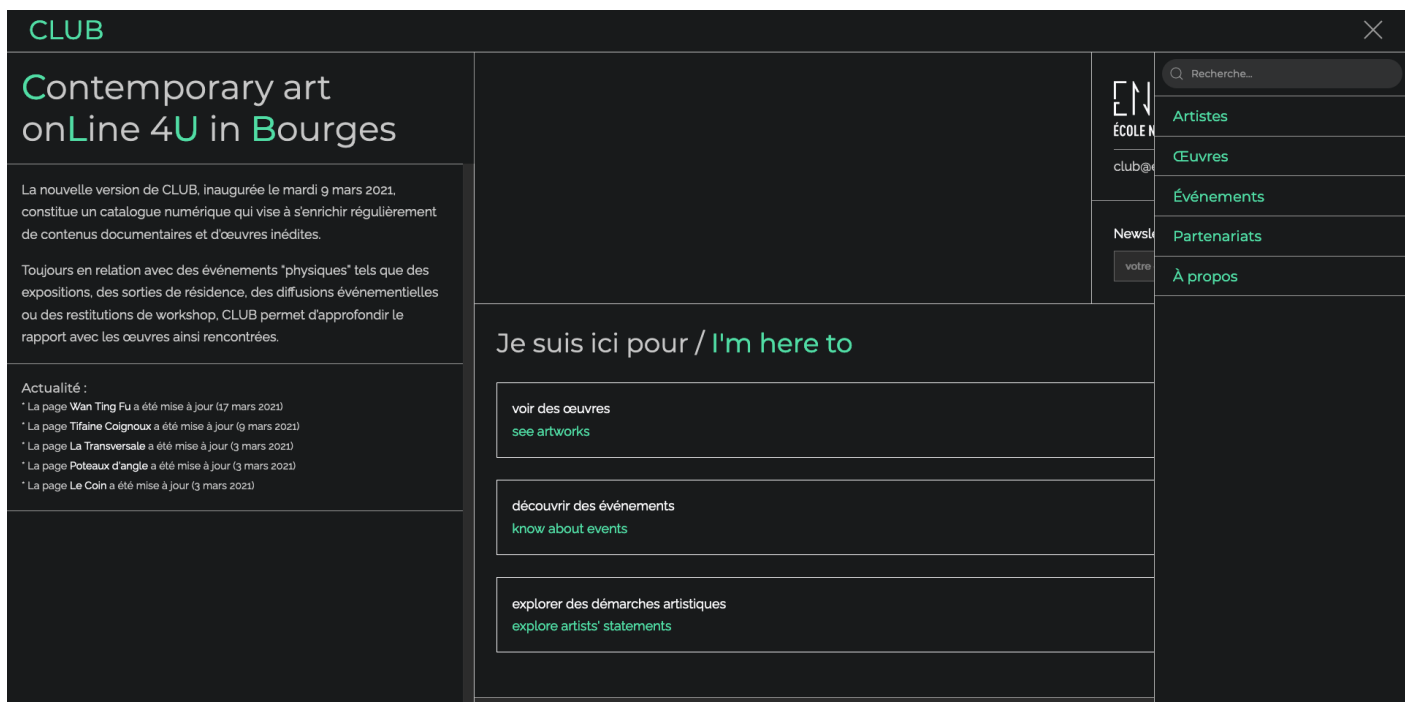 CLUB
Contemporary art
onLine 4U in Bourges
La nouvelle version de CLUB, inaugurée le mardi 9 mars 2021,
constitue un catalogue numérique qui vise à s'enrichir régulièrement
de contenus documentaires et d'œuvres inédites.
Toujours en relation avec des événements "physiques" tels que des
expositions, des sorties de résidence, des diffusions événementielles
ou des restitutions de workshop, CLUB permet d'approfondir le
rapport avec les œuvres ainsi rencontrées.
Actualité :
* La page Wan Ting Fu a été mise à jour (17 mars 2021)
* La page Tifaine Coignoux a été mise à jour (9 mars 2021)
* La page La Transversale a été mise à jour (3 mars 2021)
* La page Poteaux d'angle a été mise à jour (3 mars 2021)
* La page Le Coin a été mise à jour (3 mars 2021)
EN
ÉCOLE N
club@e
Newsle
votre
Je suis ici pour / I'm here to
voir des œuvres
see artworks
découvrir des événements
know about events
explorer des démarches artistiques
explore artists' statements
Recherche...
Artistes
Œuvres
Événements
Partenariats
À propos